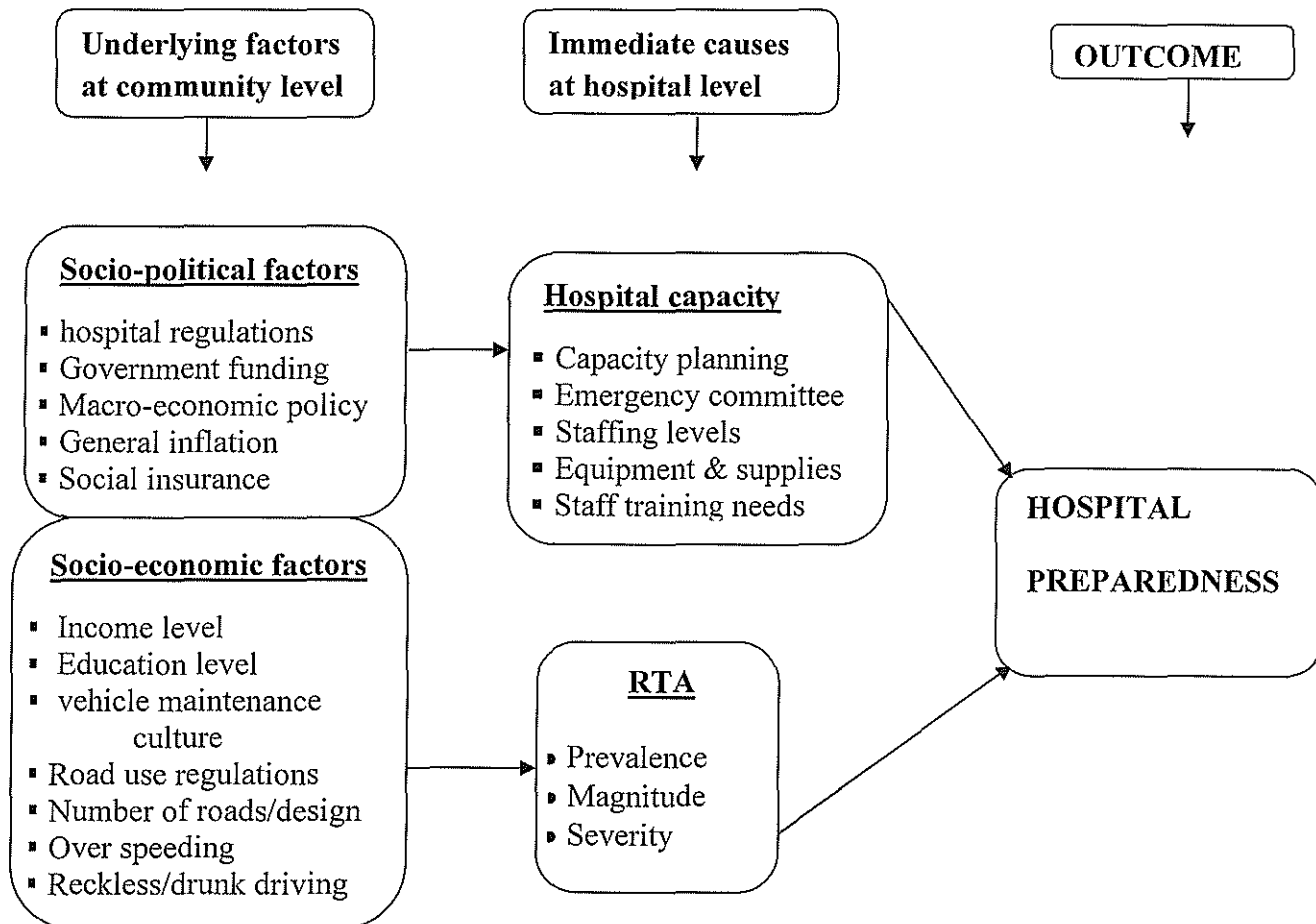 Underlying factors
at community level
Immediate causes
at hospital level
OUTCOME
Socio-political factors
▪ hospital regulations
▪ Government funding
▪ Macro-economic policy
▪ General inflation
▪ Social insurance
Hospital capacity
▪ Capacity planning
▪ Emergency committee
▪ Staffing levels
▪ Equipment & supplies
▪ Staff training needs
Socio-economic factors
▪ Income level
▪ Education level
▪ vehicle maintenance
culture
▪ Road use regulations
▪ Number of roads/design
▪ Over speeding
▪ Reckless/drunk driving
RTA
▪ Prevalence
▪ Magnitude
▪ Severity
HOSPITAL
PREPAREDNESS